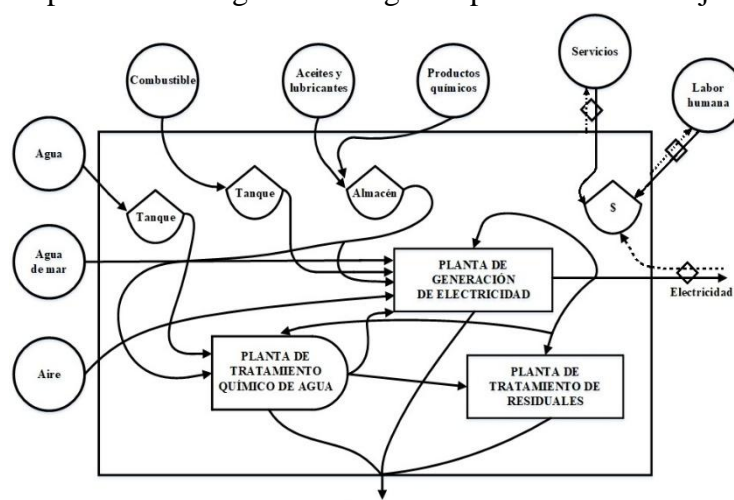 Servicios
Combustible
Aceites y
lubricantes
Productos
químicos
Labor
humana
Agua
Tanque
Tanque
Almacén
$
Agua
de mar
PLANTA DE
GENERACIÓN
DE ELECTRICIDAD
Electricidad
Aire
PLANTA DE
TRATAMIENTO
QUÍMICO DE AGUA
PLANTA DE
TRATAMIENTO DE
RESIDUALES